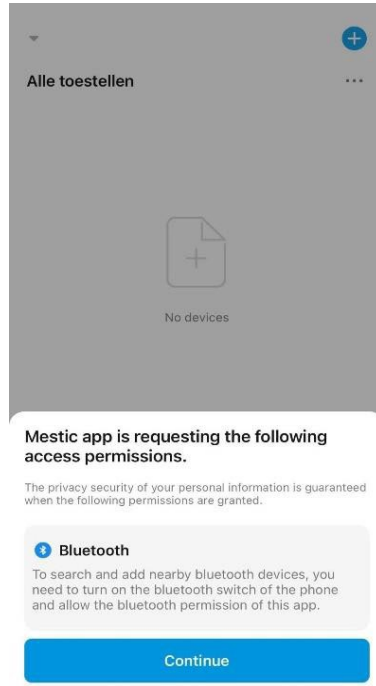 Alle toestellen
No devices
Mestic app is requesting the following
access permissions.
The privacy security of your personal information is guaranteed
when the following permissions are granted.
Bluetooth
To search and add nearby bluetooth devices, you
need to turn on the bluetooth switch of the phone
and allow the bluetooth permission of this app.
Continue